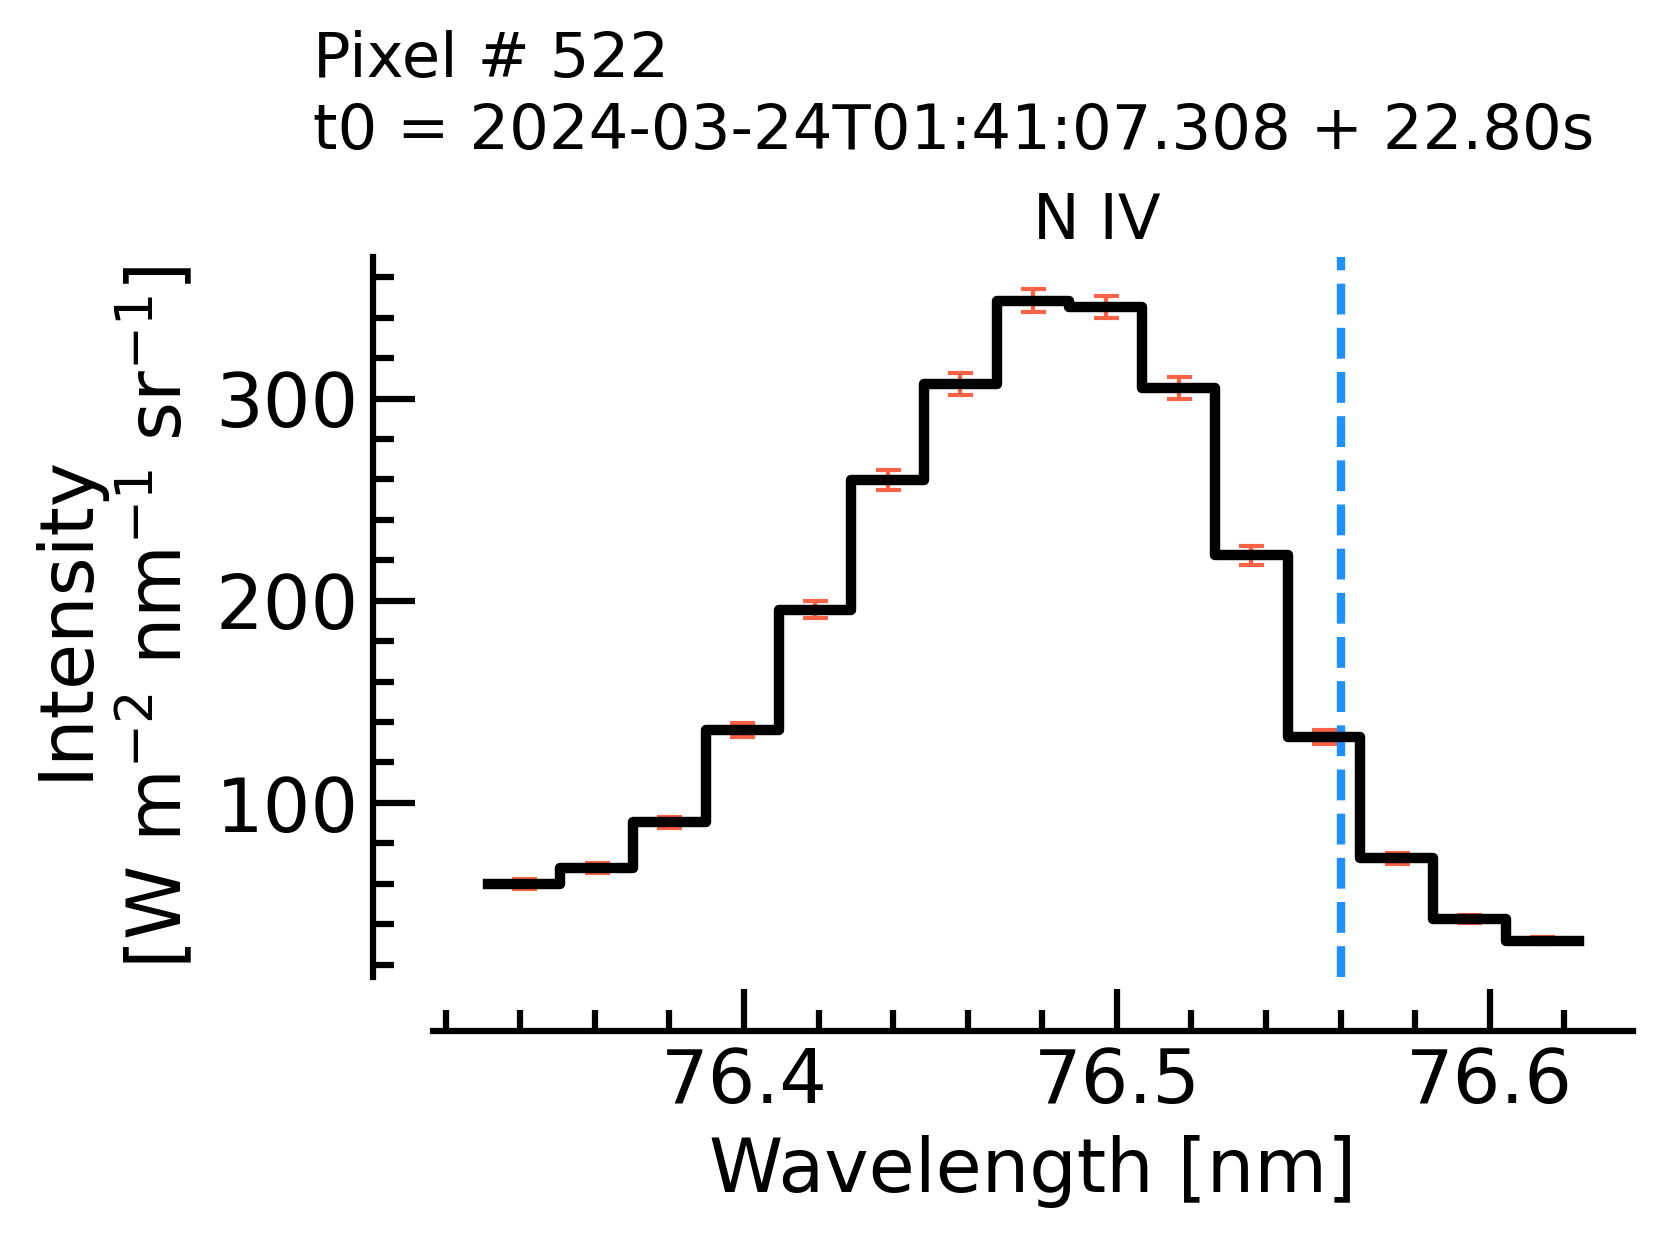 Pixel # 522
t0 = 2024-03-24T01:41:07.308 + 22.80s
N IV
Intensity
[W m⁻² nm⁻¹ sr⁻¹]
300
200
100
76.4 76.5 76.6
Wavelength [nm]